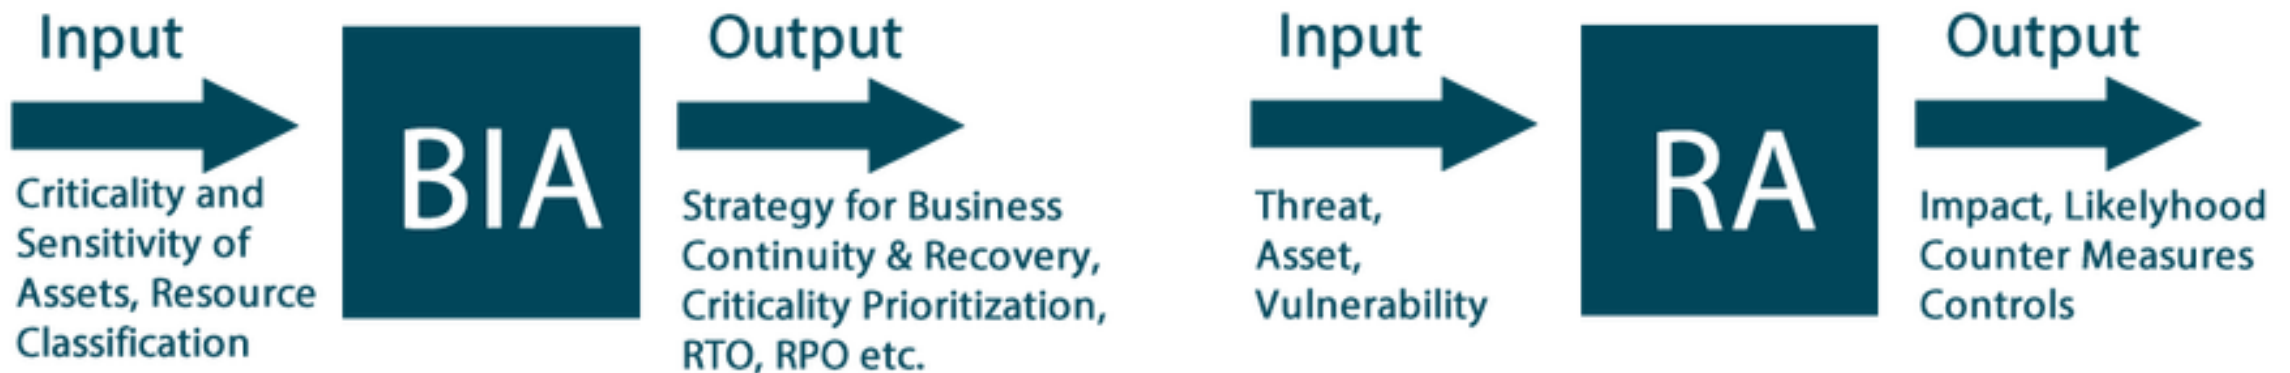 Input
Criticality and
Sensitivity of
Assets, Resource
Classification
BIA
Output
Strategy for Business
Continuity & Recovery,
Criticality Prioritization,
RTO, RPO etc.
Input
Threat,
Asset,
Vulnerability
RA
Output
Impact, Likelyhood
Counter Measures
Controls